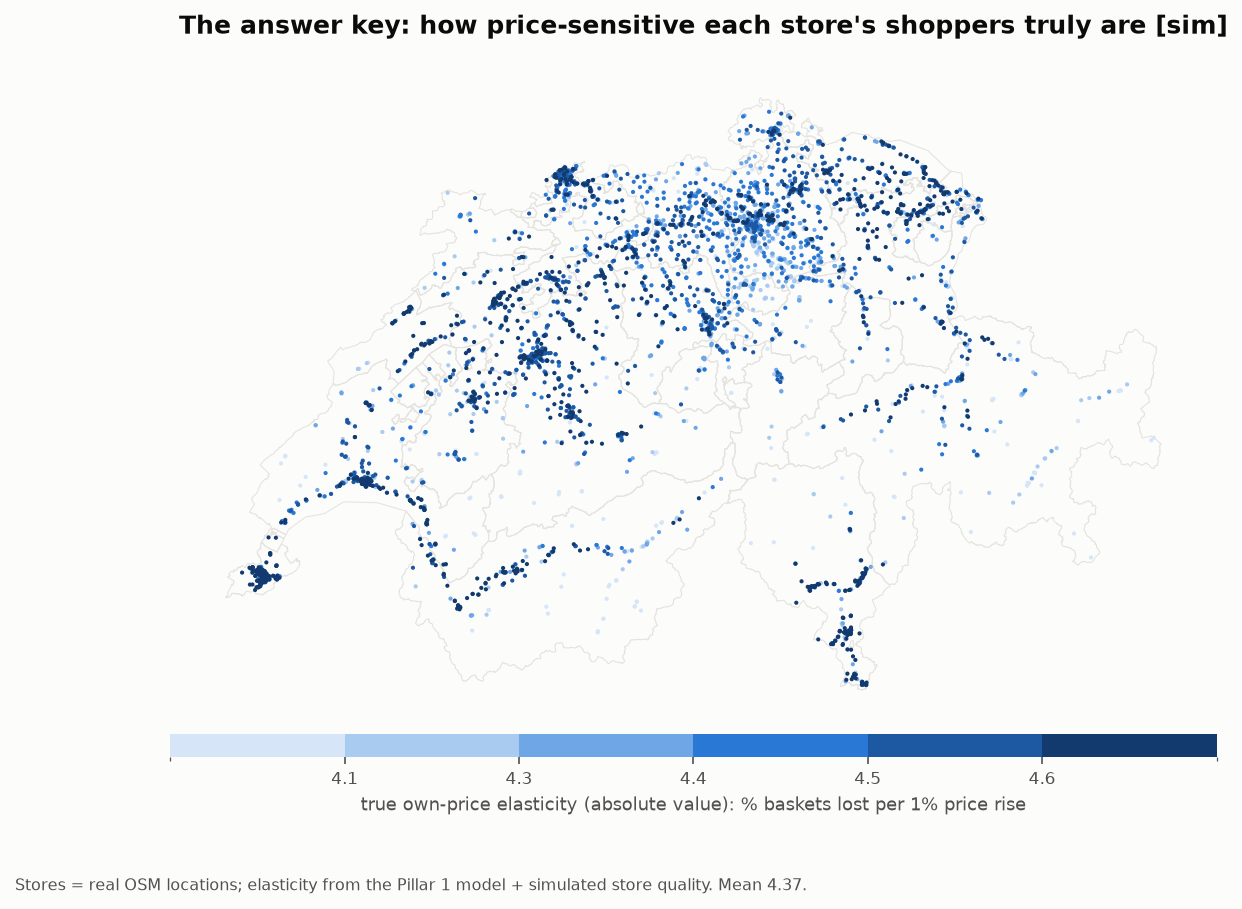 The answer key: how price-sensitive each store's shoppers truly are [sim]
4.1 4.3 4.4 4.5 4.6
true own-price elasticity (absolute value): % baskets lost per 1% price rise
Stores = real OSM locations; elasticity from the Pillar 1 model + simulated store quality. Mean 4.37.